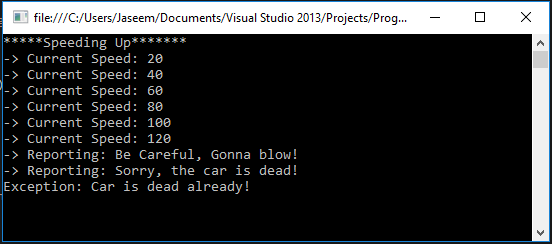 file:///C:/Users/Jaseem/Documents/Visual Studio 2013/Projects/Prog...
*****Speeding Up*******
-> Current Speed: 20
-> Current Speed: 40
-> Current Speed: 60
-> Current Speed: 80
-> Current Speed: 100
-> Current Speed: 120
-> Reporting: Be Careful, Gonna blow!
-> Reporting: Sorry, the car is dead!
Exception: Car is dead already!